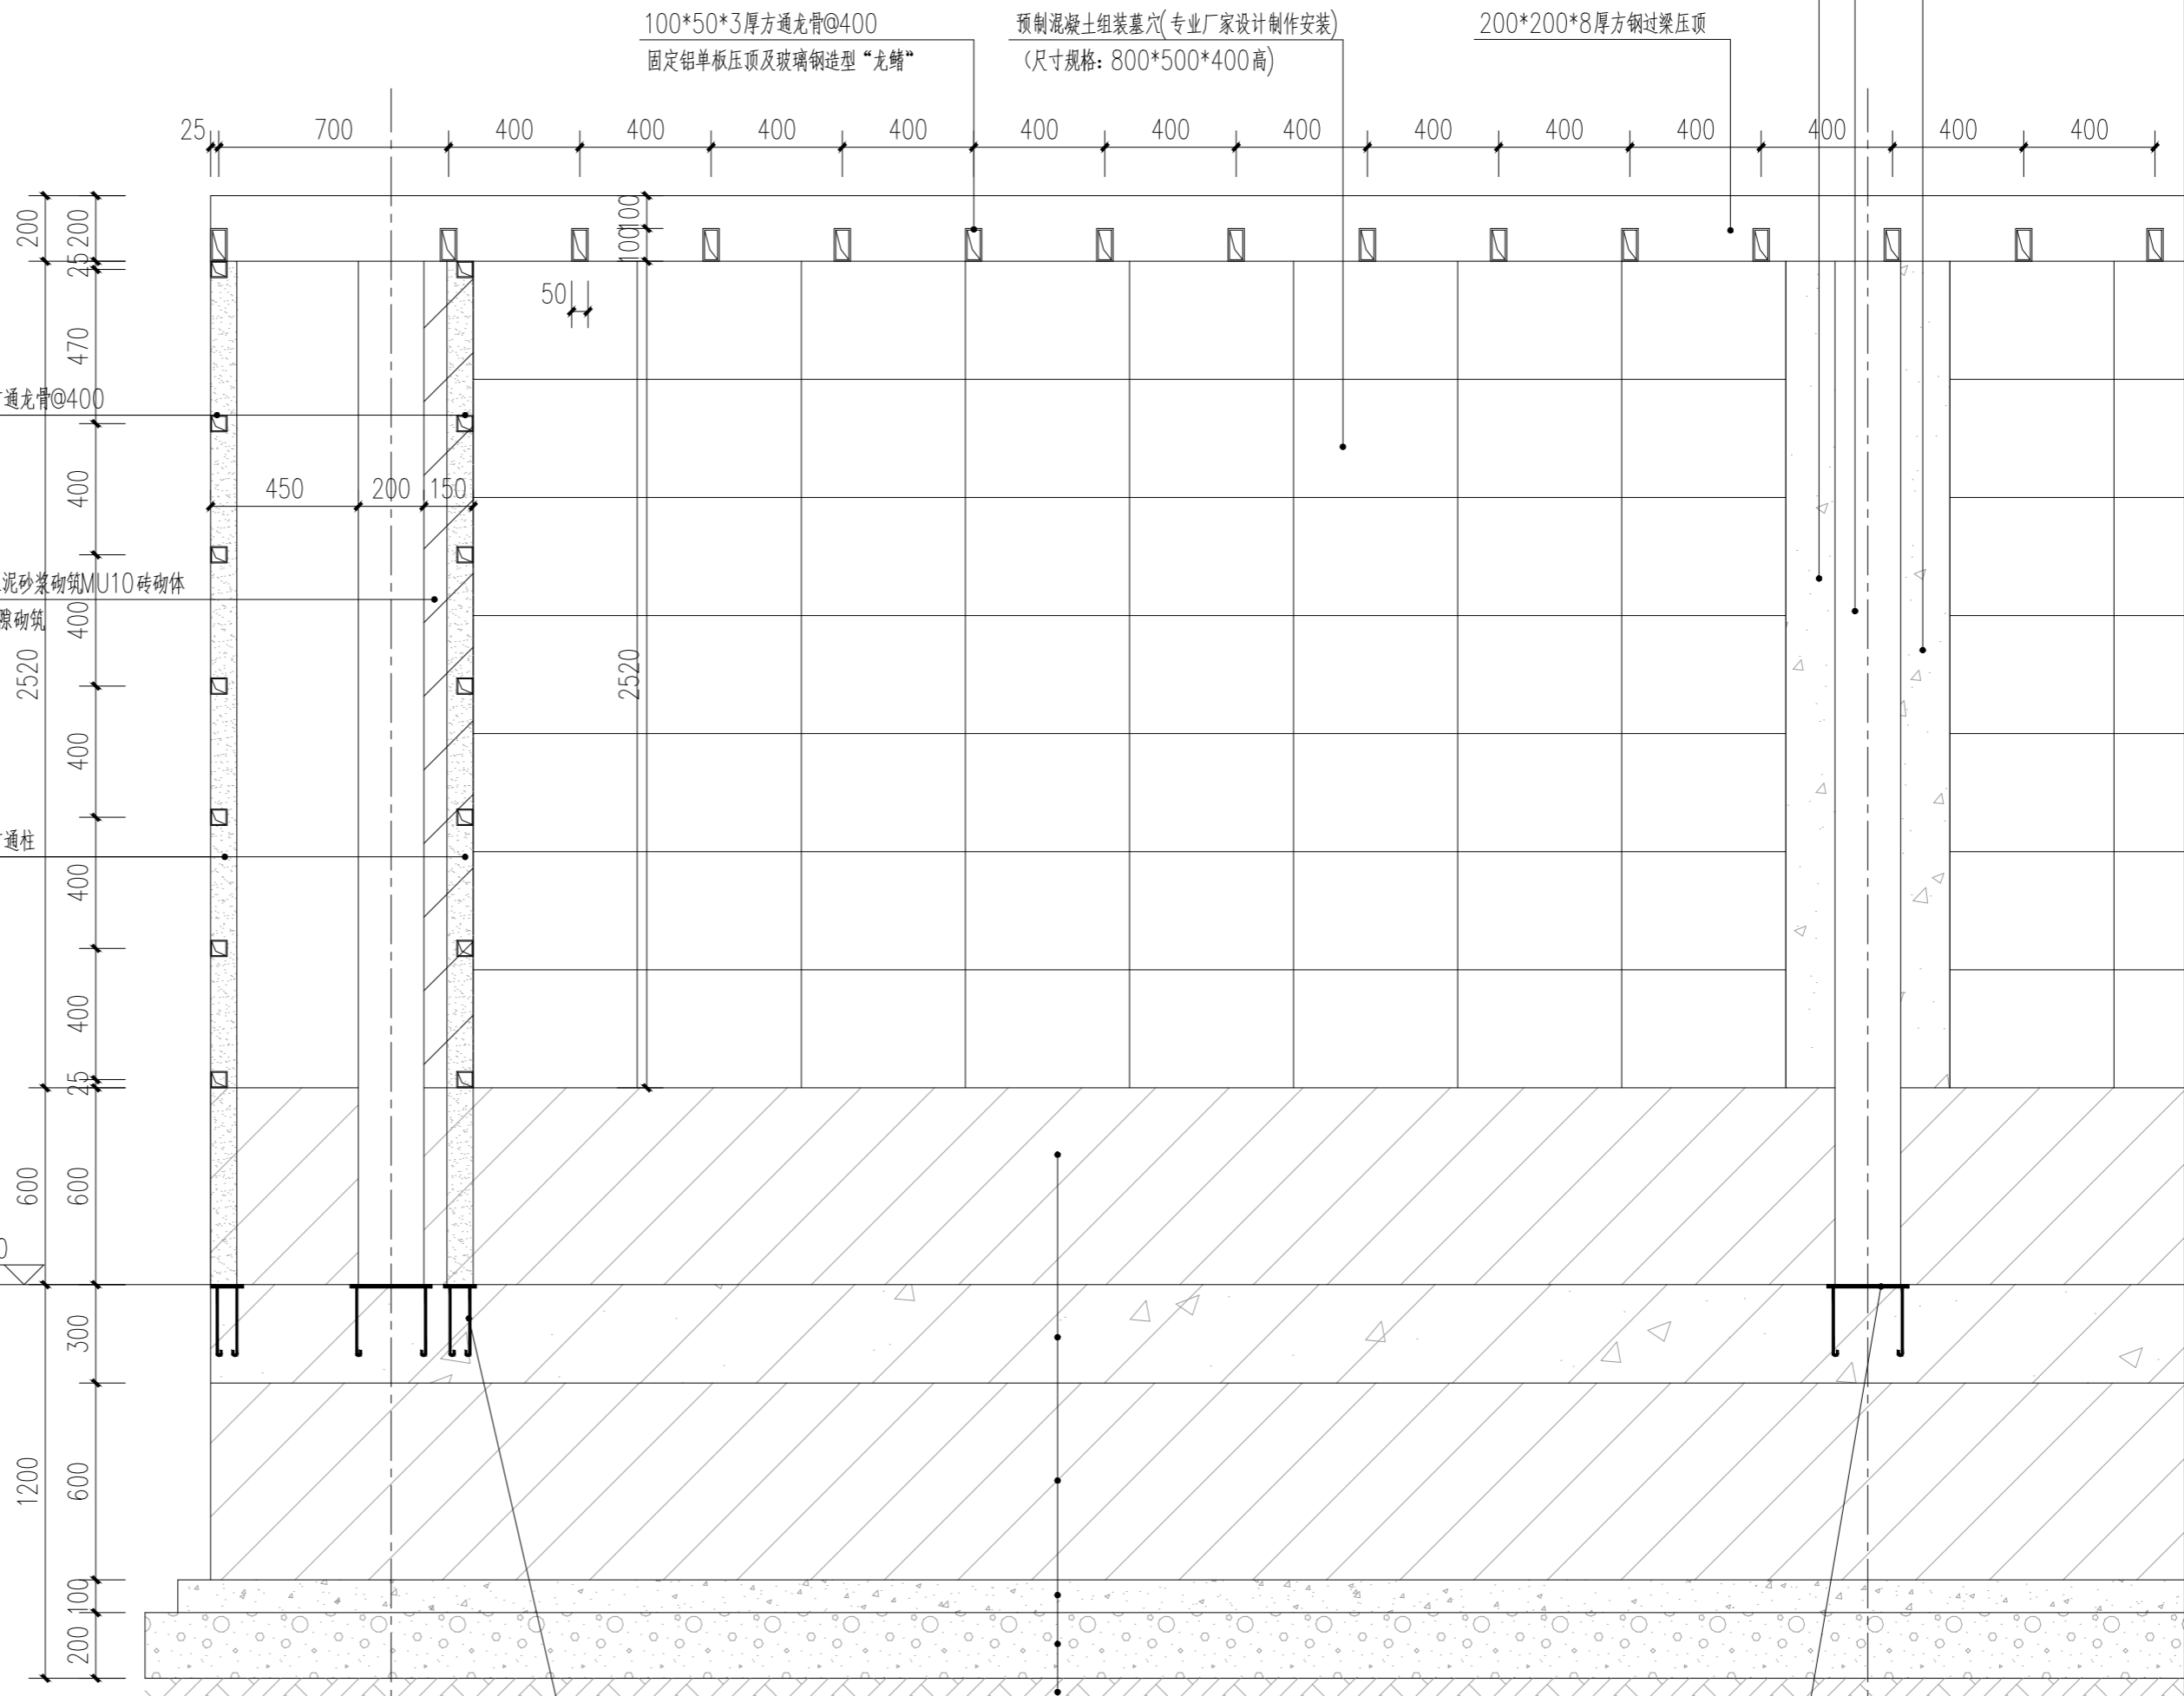 100*50*3厚方通龙骨@400
固定铝单板压顶及玻璃钢造型“龙鳍”
预制混凝土组装墓穴(专业厂家设计制作安装)
(尺寸规格：800*500*400高)
200*200*8厚方钢过梁压顶
25 700 400 400 400 400 400 400 400 400 400 400 400 400 400
200 200 100
25 100
50
470
通龙骨@400
400
450 200 150
泥砂浆砌筑MU10砖砌体
隙砌筑
400
2520 2520
400
通柱
400
400
25
600 600
0
300
1200 600
100
200